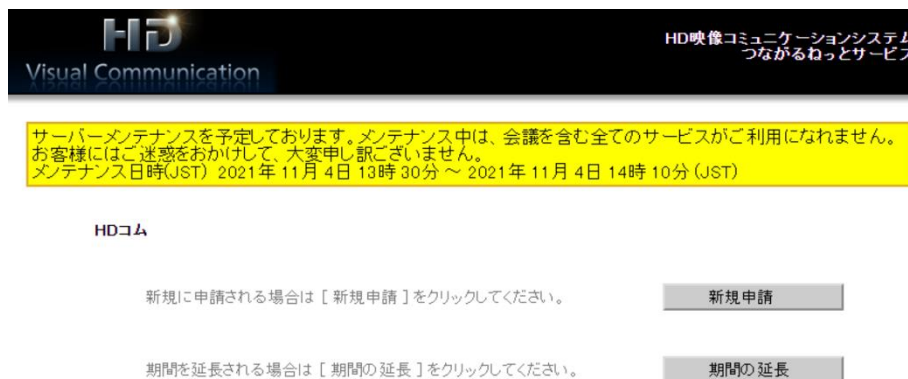 HD
Visual Communication
HD映像コミュニケーションシステム
つながるねっとサービス
サーバーメンテナンスを予定しております。メンテナンス中は、会議を含む全てのサービスがご利用になれません。
お客様にはご迷惑をおかけして、大変申し訳ございません。
メンテナンス日時(JST) 2021年 11月 4日 13時 30分 ～ 2021年 11月 4日 14時 10分 (JST)
HDコム
新規に申請される場合は [ 新規申請 ] をクリックしてください。
新規申請
期間を延長される場合は [ 期間の延長 ] をクリックしてください。
期間の延長